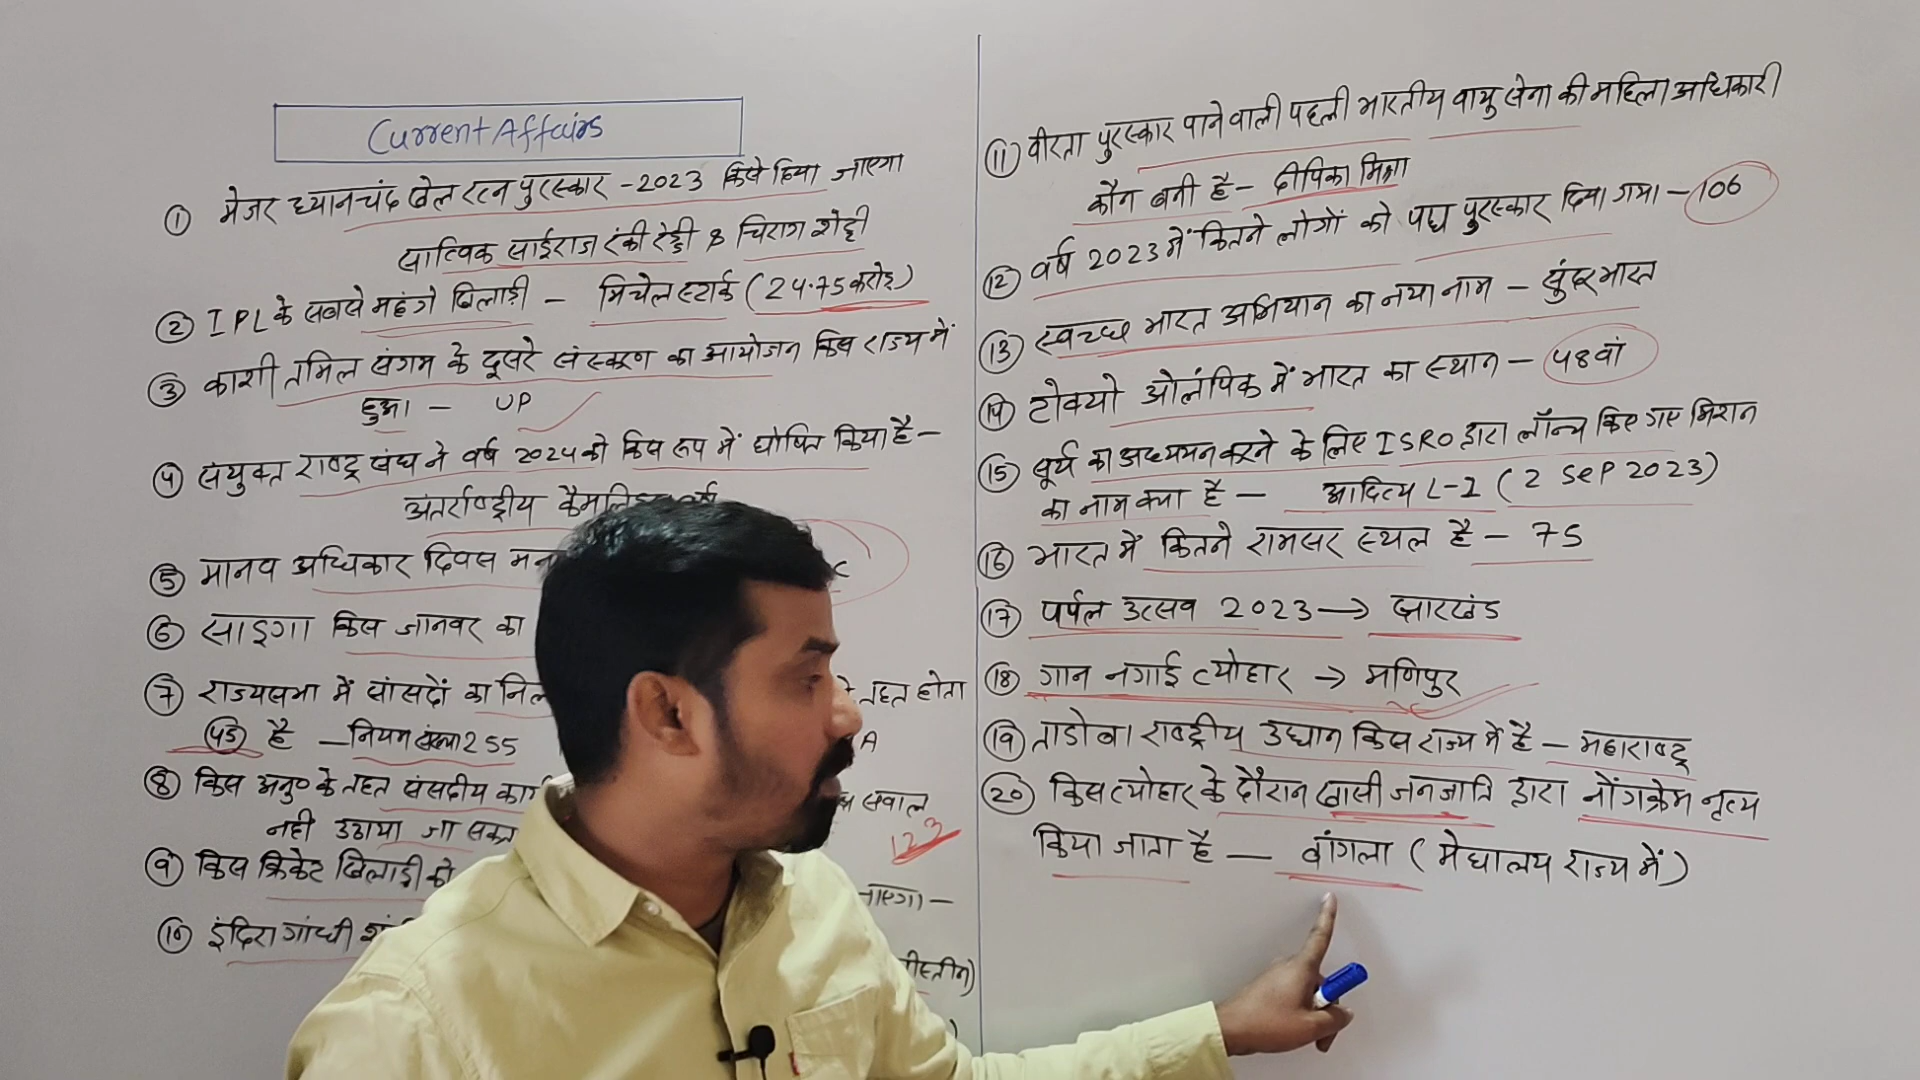 Current Affairs
① मेजर ध्यानचंद खेल रत्न पुरस्कार -2023 किसे दिया जाएगा
सात्विक साईराज रंकी रेड्डी & चिराग शेट्टी
② IPL के सबसे महंगे खिलाड़ी - मिचेल स्टार्क (24.75 करोड़)
③ काशी तमिल संगम के दूसरे संस्करण का आयोजन किस राज्य में
हुआ - UP
④ संयुक्त राष्ट्र संघ ने वर्ष 2024 को किस रूप में घोषित किया है -
अंतर्राष्ट्रीय
⑤ मानव अधिकार दिवस
⑥ साइगा किस जानवर का
⑦ राज्यसभा में सांसदों का तहत होता
45 है - नियम संख्या 255 A
⑧ किस अनु० के तहत संसदीय सवाल
नहीं उठाया जा 123
⑨ किस क्रिकेट खिलाड़ी को जाएगा -
⑩ इंदिरा गांधी
⑪ वीरता पुरस्कार पाने वाली पहली भारतीय वायु सेना की महिला अधिकारी
कौन बनी है - दीपिका मिश्रा
⑫ वर्ष 2023 में कितने लोगों को पद्म पुरस्कार दिया गया - 106
⑬ स्वच्छ भारत अभियान का नया नाम - सुंदर भारत
⑭ टोक्यो ओलंपिक में भारत का स्थान - 48वां
⑮ सूर्य का अध्ययन करने के लिए ISRO द्वारा लॉन्च किए गए मिशन
का नाम क्या है - आदित्य L-1 (2 Sep 2023)
⑯ भारत में कितने रामसर स्थल है - 75
⑰ पर्पल उत्सव 2023 → झारखंड
⑱ गान नगाई त्योहार → मणिपुर
⑲ ताडोबा राष्ट्रीय उद्यान किस राज्य में है - महाराष्ट्र
⑳ किस त्योहार के दौरान खासी जनजाति द्वारा नोंगक्रेम नृत्य
किया जाता है - वांगला (मेघालय राज्य में)